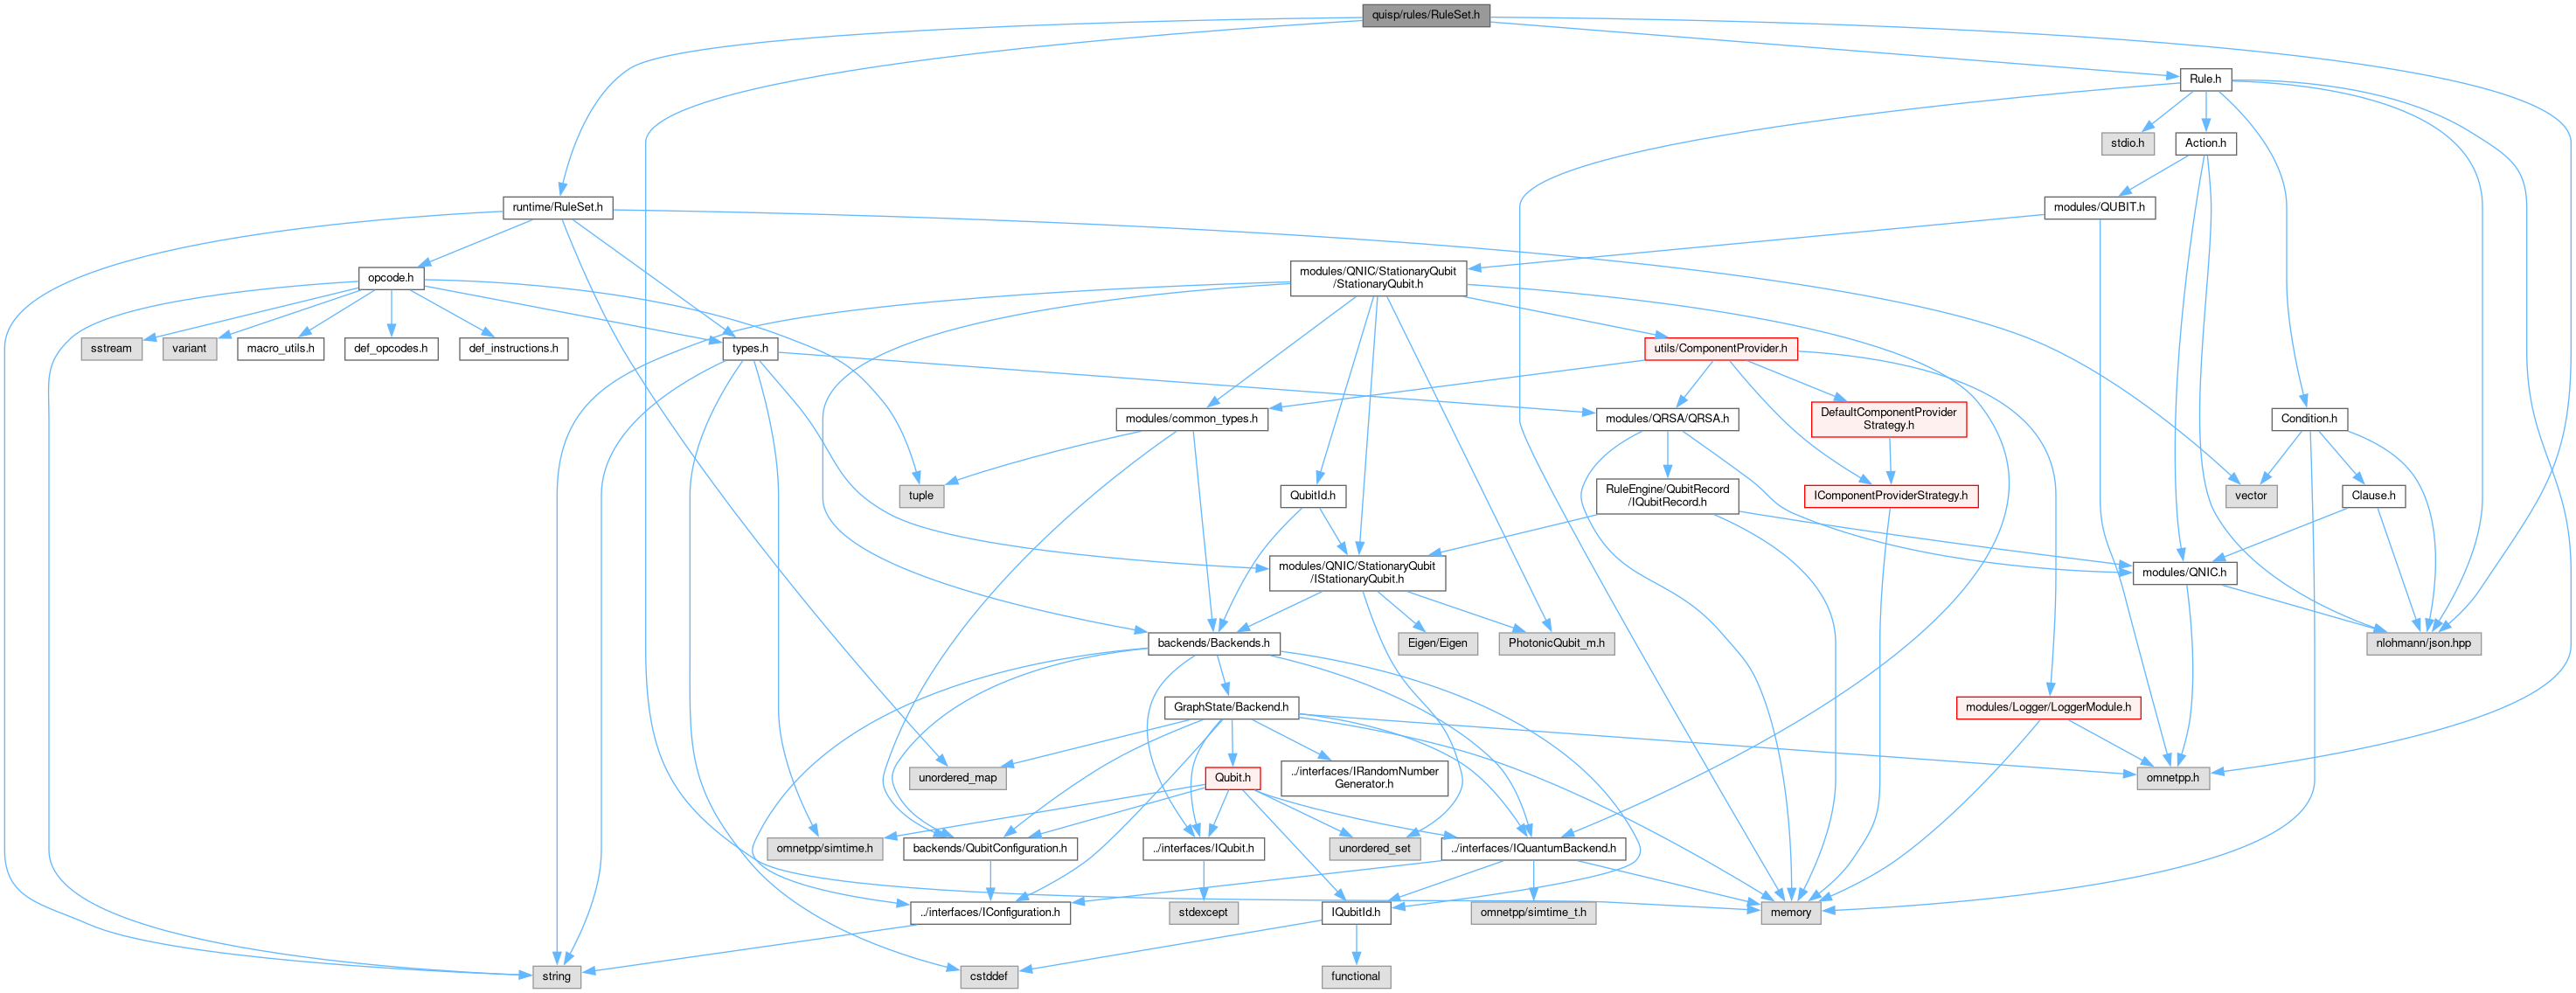 quisp/rules/RuleSet.h
Rule.h
stdio.h
Action.h
runtime/RuleSet.h
modules/QUBIT.h
opcode.h
modules/QNIC/StationaryQubit
/StationaryQubit.h
sstream
variant
macro_utils.h
def_opcodes.h
def_instructions.h
types.h
utils/ComponentProvider.h
modules/common_types.h
modules/QRSA/QRSA.h
DefaultComponentProvider
Strategy.h
Condition.h
tuple
QubitId.h
RuleEngine/QubitRecord
/IQubitRecord.h
IComponentProviderStrategy.h
vector
Clause.h
modules/QNIC/StationaryQubit
/IStationaryQubit.h
modules/QNIC.h
backends/Backends.h
Eigen/Eigen
PhotonicQubit_m.h
nlohmann/json.hpp
GraphState/Backend.h
modules/Logger/LoggerModule.h
unordered_map
Qubit.h
../interfaces/IRandomNumber
Generator.h
omnetpp.h
omnetpp/simtime.h
backends/QubitConfiguration.h
../interfaces/IQubit.h
unordered_set
../interfaces/IQuantumBackend.h
../interfaces/IConfiguration.h
stdexcept
IQubitId.h
omnetpp/simtime_t.h
memory
string
cstddef
functional